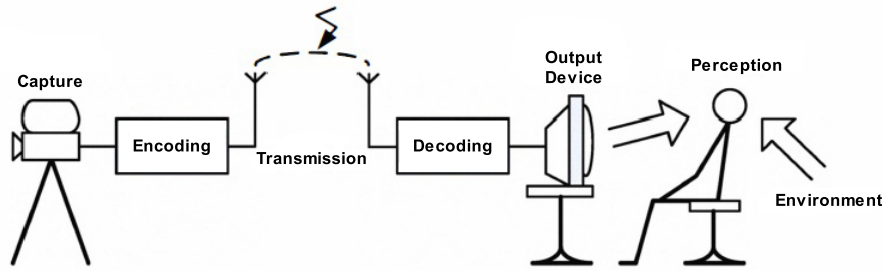 Capture
Encoding
Transmission
Decoding
Output
Device
Perception
Environment